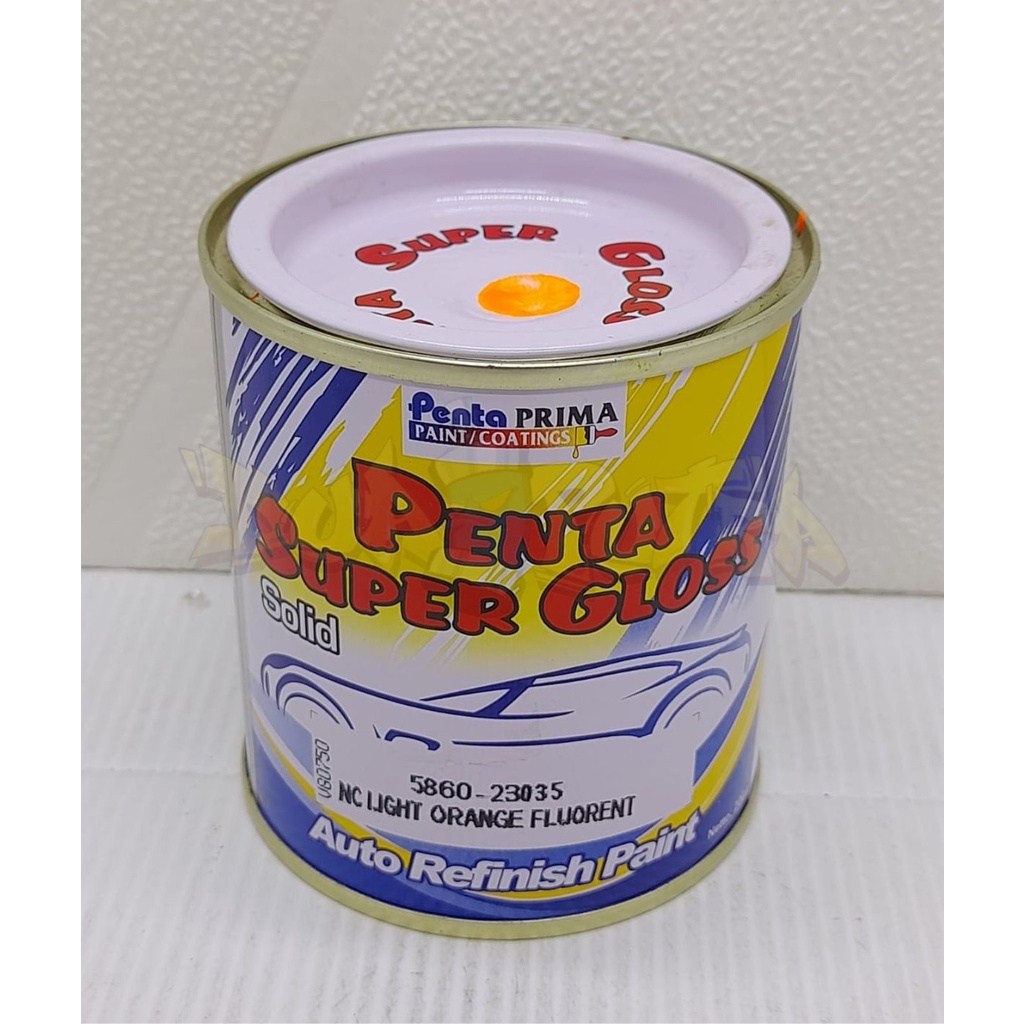 SUPER GLOSS
Penta PRIMA
PAINT/COATINGS
PENTA
SUPER GLOSS
Solid
5860-23035
NC LIGHT ORANGE FLUORENT
Auto Refinish Paint